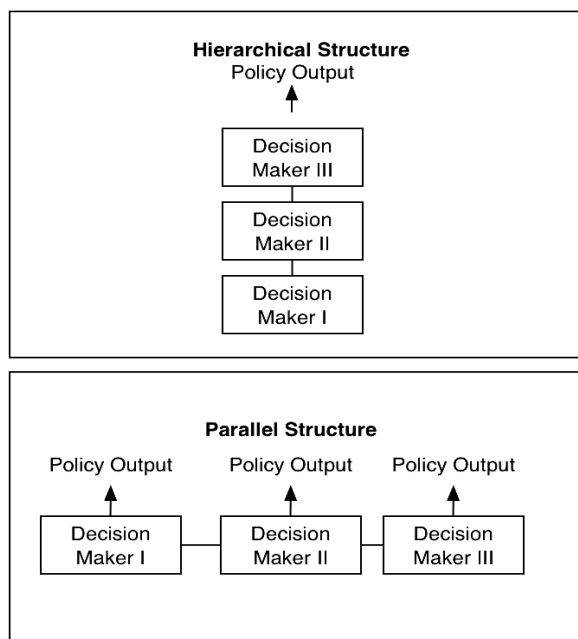 Hierarchical Structure
Policy Output
Decision
Maker III
Decision
Maker II
Decision
Maker I
Parallel Structure
Policy Output Policy Output Policy Output
Decision Decision Decision
Maker I Maker II Maker III